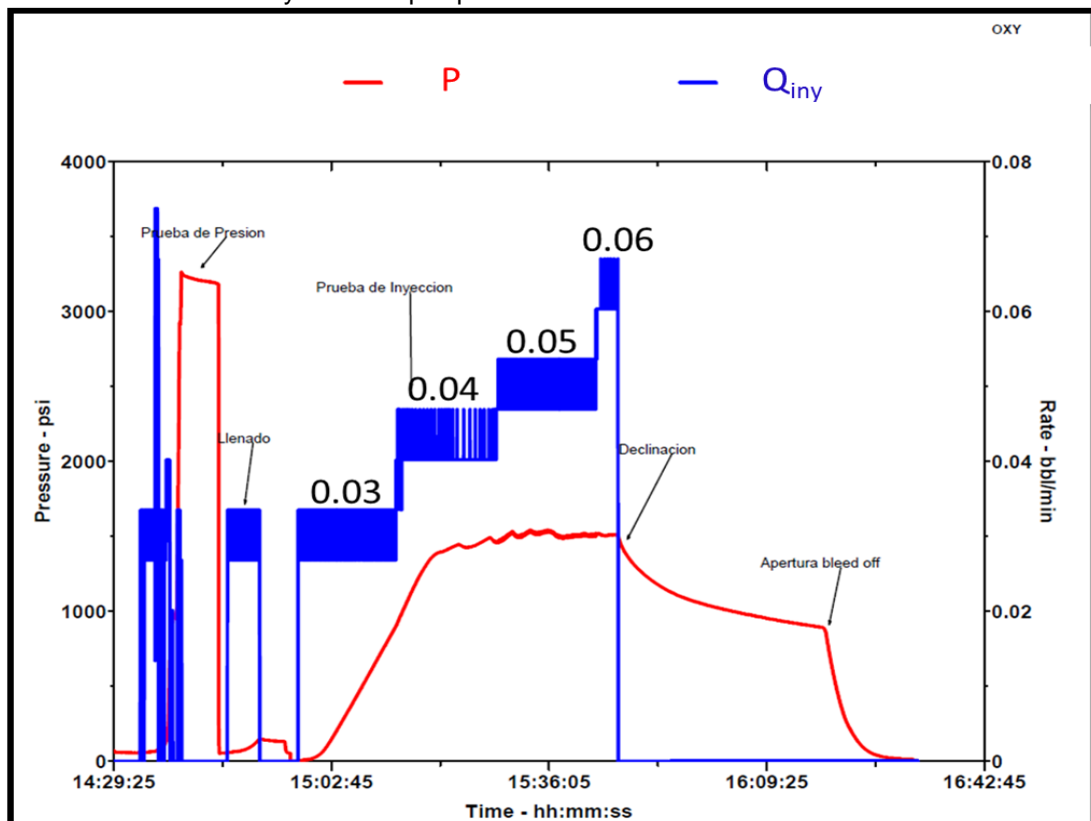 OXY
P
Q iny
4000
3000
2000
1000
0
Pressure - psi
0.08
0.06
0.04
0.02
0
Rate - bbl/min
Prueba de Presion
Llenado
Prueba de Inyeccion
0.03
0.04
0.05
0.06
Declinacion
Apertura bleed off
14:29:25
15:02:45
15:36:05
16:09:25
16:42:45
Time - hh:mm:ss